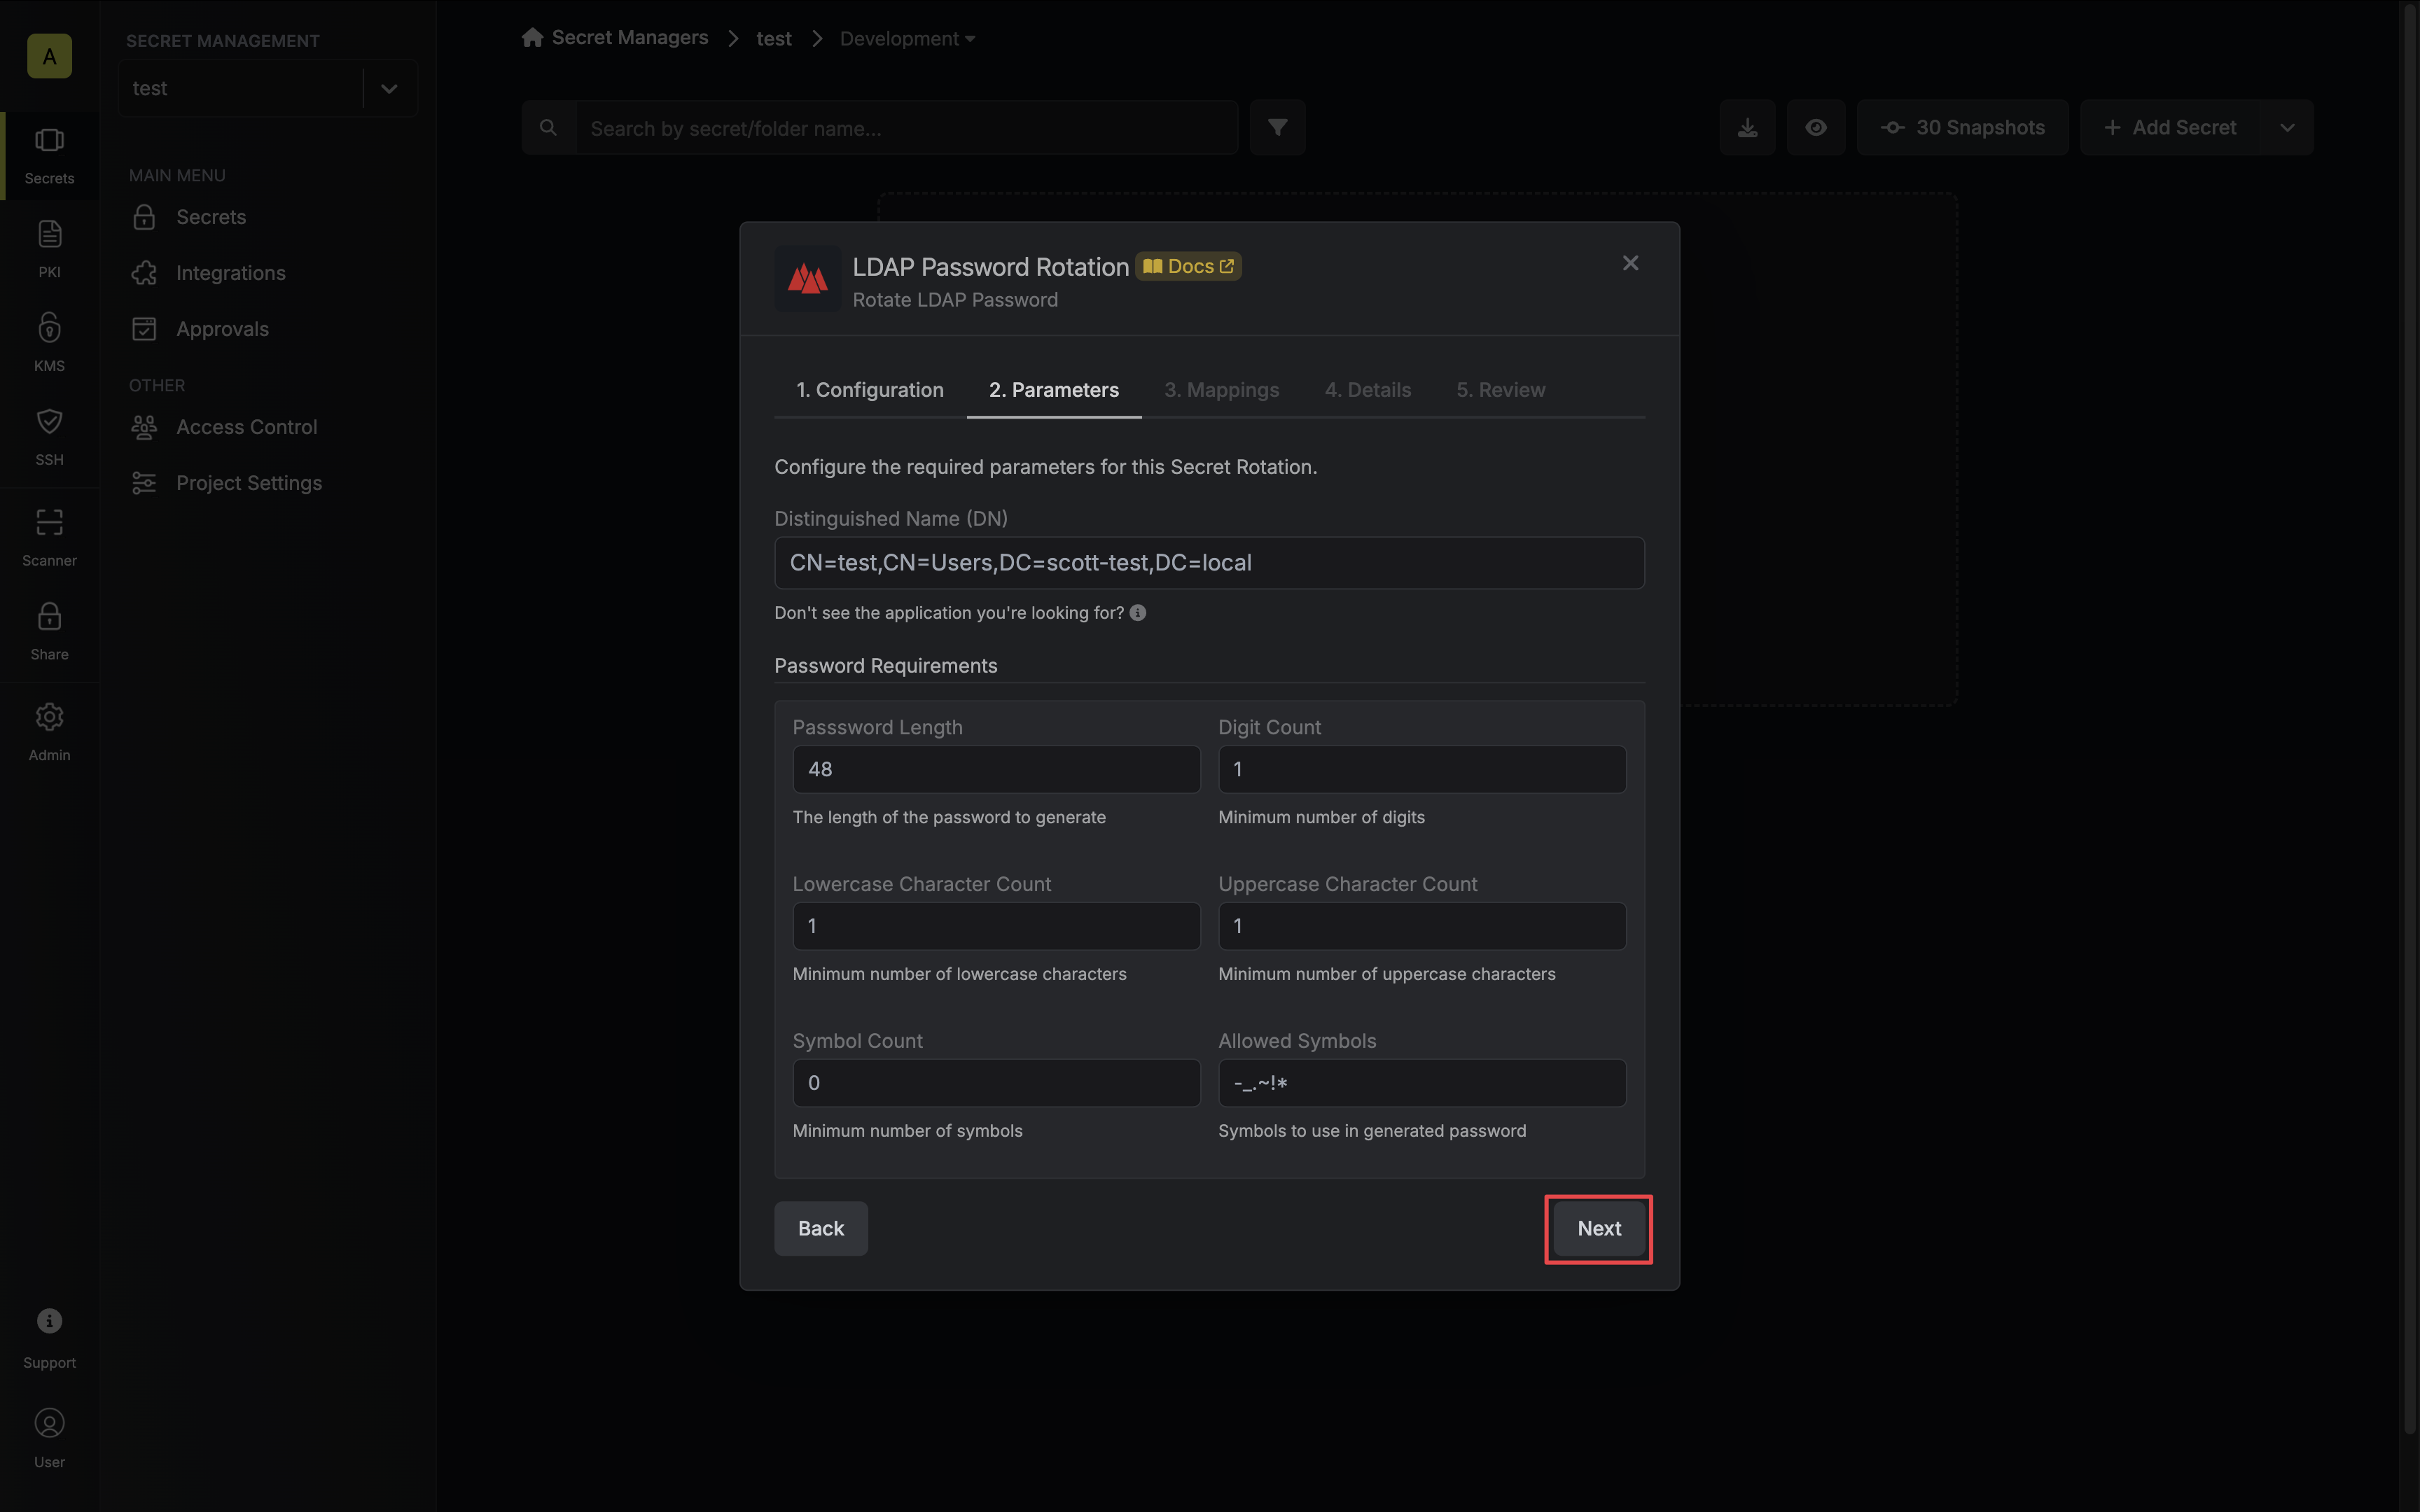 A
Secrets
PKI
KMS
SSH
Scanner
Share
Admin
Support
User
SECRET MANAGEMENT
test
MAIN MENU
Secrets
Integrations
Approvals
OTHER
Access Control
Project Settings
Secret Managers
test
Development
Search by secret/folder name...
30 Snapshots
Add Secret
LDAP Password Rotation
Docs
Rotate LDAP Password
1. Configuration
2. Parameters
3. Mappings
4. Details
5. Review
Configure the required parameters for this Secret Rotation.
Distinguished Name (DN)
CN=test,CN=Users,DC=scott-test,DC=local
Don't see the application you're looking for?
Password Requirements
Passsword Length
Digit Count
48
1
The length of the password to generate
Minimum number of digits
Lowercase Character Count
Uppercase Character Count
1
1
Minimum number of lowercase characters
Minimum number of uppercase characters
Symbol Count
Allowed Symbols
0
-_.~!*
Minimum number of symbols
Symbols to use in generated password
Back
Next